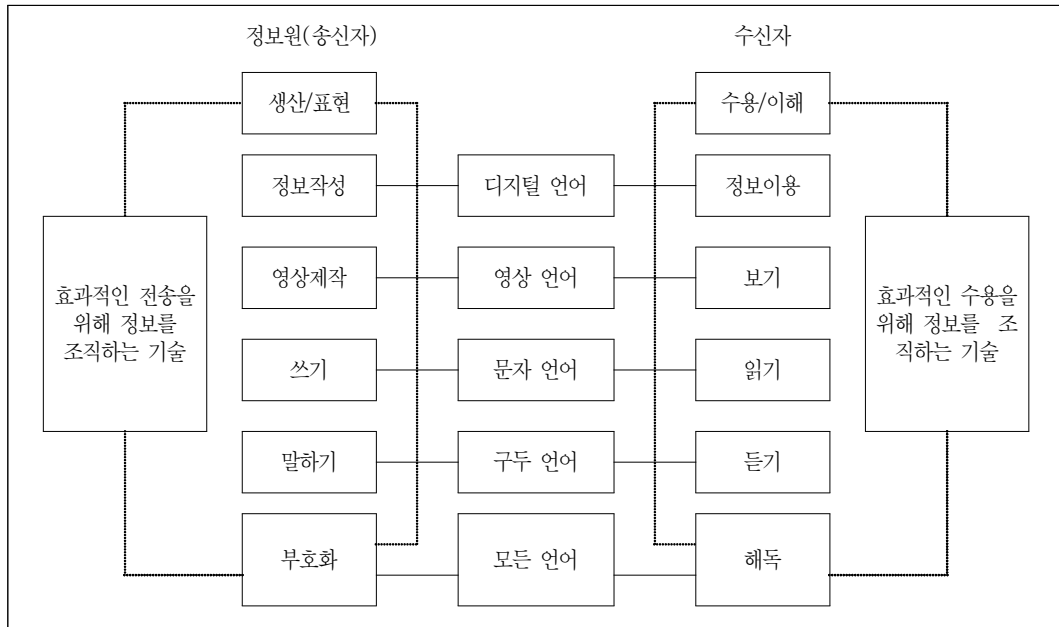 정보원(송신자) 수신자
생산/표현 수용/이해
정보작성 디지털 언어 정보이용
영상제작 영상 언어 보기
효과적인 전송을
위해 정보를
조직하는 기술
효과적인 수용을
위해 정보를 조
직하는 기술
쓰기 문자 언어 읽기
말하기 구두 언어 듣기
부호화 모든 언어 해독